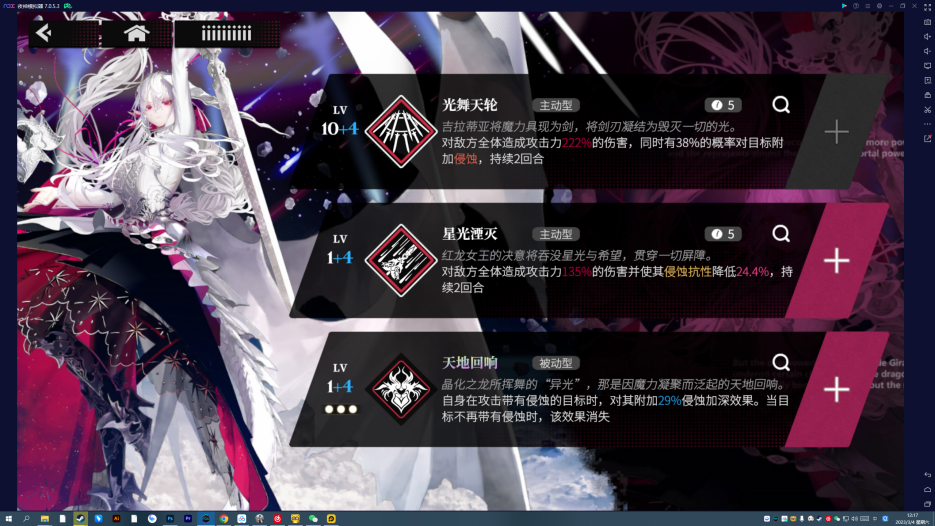 夜神模拟器 7.0.5.3
光舞天轮
主动型
5
LV
10+4
吉拉蒂亚将魔力具现为剑，将剑刃凝结为毁灭一切的光。
对敌方全体造成攻击力222%的伤害，同时有38%的概率对目标附
加侵蚀，持续2回合
星光湮灭
主动型
5
LV
1+4
红龙女王的决意将吞没星光与希望，贯穿一切屏障。
对敌方全体造成攻击力135%的伤害并使其侵蚀抗性降低24.4%，持
续2回合
天地回响
被动型
LV
1+4
晶化之龙所挥舞的“异光”，那是因魔力凝聚而泛起的天地回响。
自身在攻击带有侵蚀的目标时，对其附加29%侵蚀加深效果。当目
标不再带有侵蚀时，该效果消失
12:17